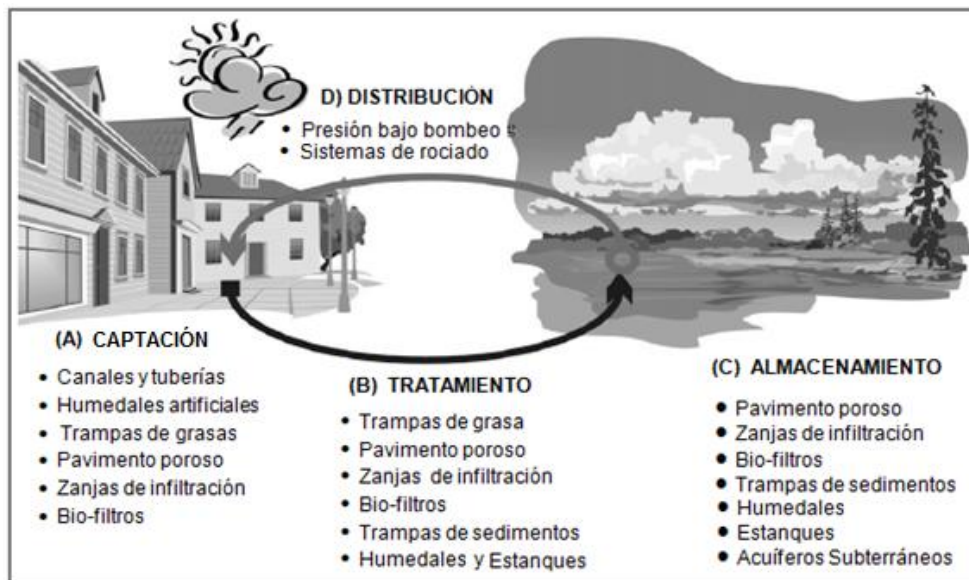 D) DISTRIBUCIÓN
• Presión bajo bombeo s
• Sistemas de rociado
(A) CAPTACIÓN
• Canales y tuberías
• Humedales artificiales
• Trampas de grasas
• Pavimento poroso
• Zanjas de infiltración
• Bio-filtros
(B) TRATAMIENTO
• Trampas de grasa
• Pavimento poroso
• Zanjas de infiltración
• Bio-filtros
• Trampas de sedimentos
• Humedales y Estanques
(C) ALMACENAMIENTO
• Pavimento poroso
• Zanjas de infiltración
• Bio-filtros
• Trampas de sedimentos
• Humedales
• Estanques
• Acuíferos Subterráneos